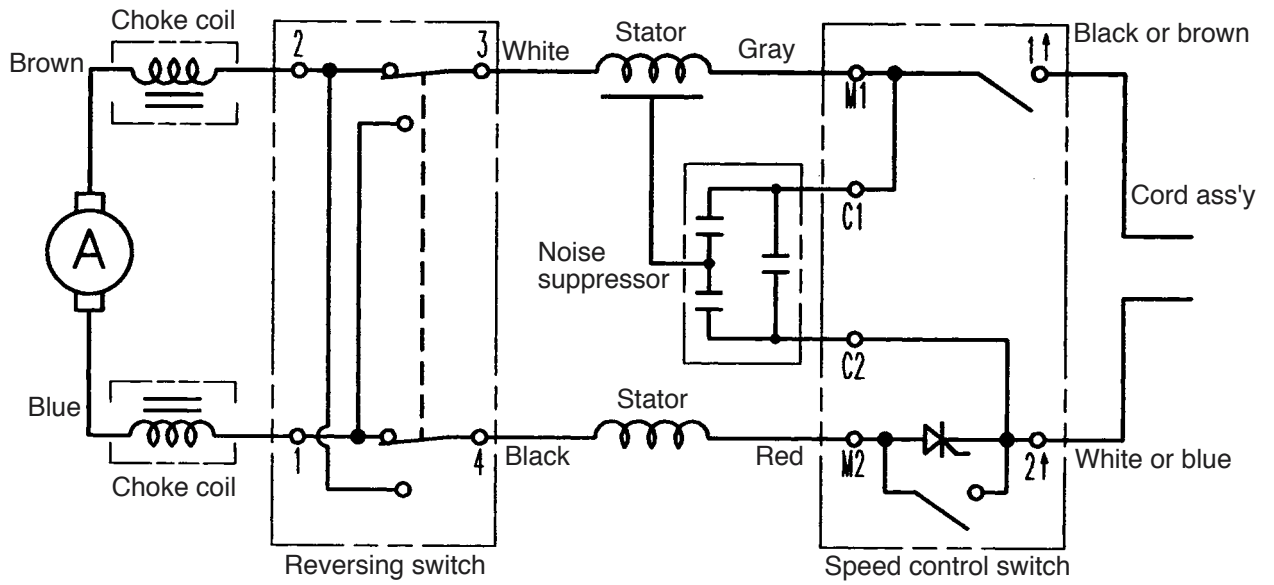 Choke coil
Brown
2
3
White
Stator
Gray
1↑
Black or brown
M1
A
C1
Cord ass'y
Noise
suppressor
C2
Blue
1
4
Black
Stator
Red
M2
2↑
White or blue
Choke coil
Reversing switch
Speed control switch